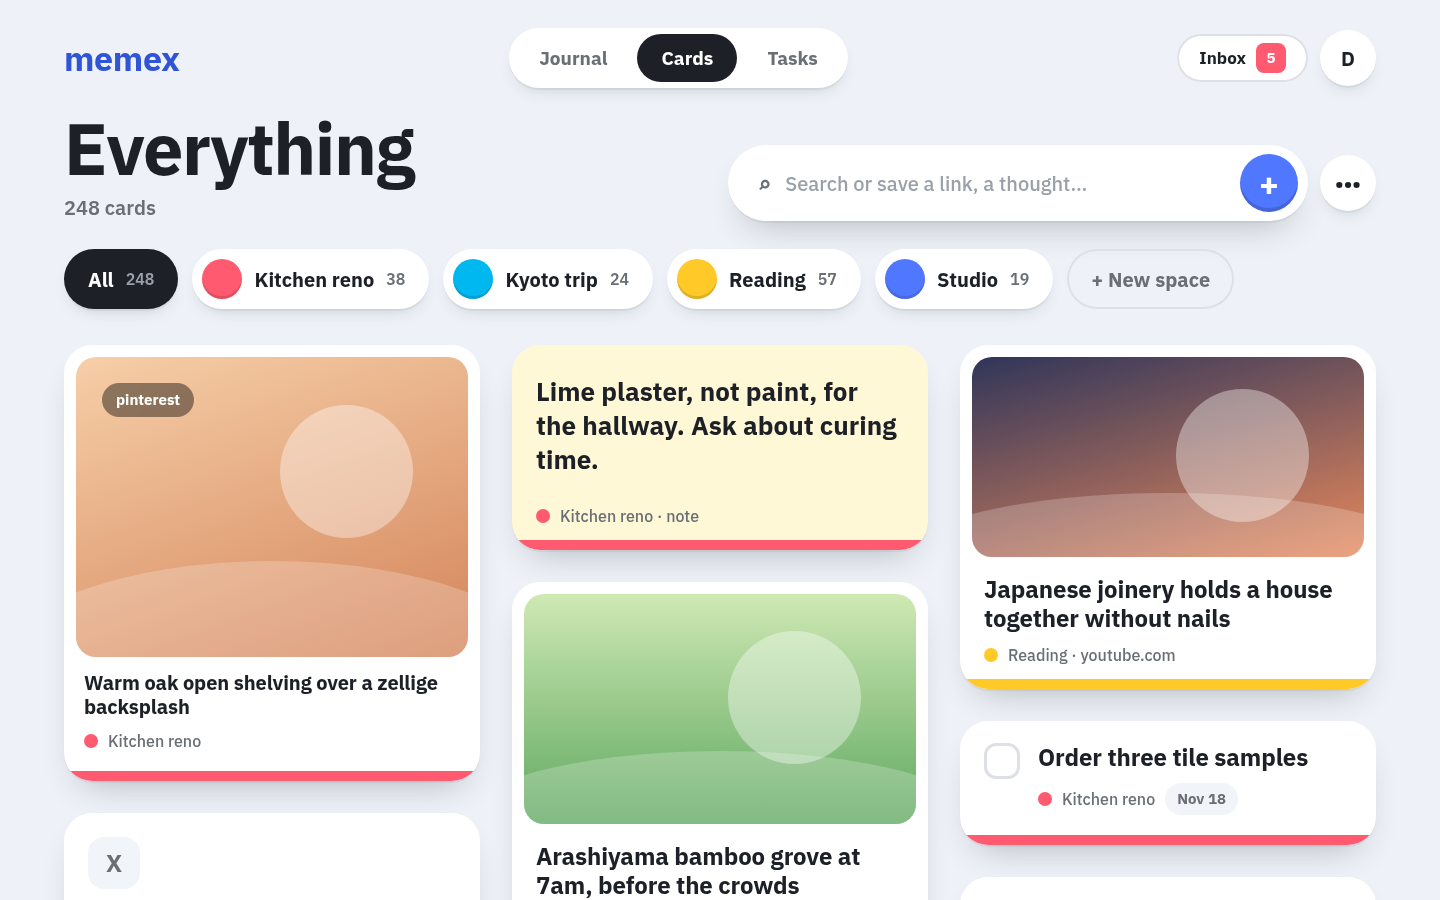 memex
Journal
Cards
Tasks
Inbox 5
D
Everything
248 cards
Search or save a link, a thought...
+
•••
All 248
Kitchen reno 38
Kyoto trip 24
Reading 57
Studio 19
+ New space
pinterest
Warm oak open shelving over a zellige
backsplash
Kitchen reno
X
Lime plaster, not paint, for
the hallway. Ask about curing
time.
Kitchen reno · note
Arashiyama bamboo grove at
7am, before the crowds
Japanese joinery holds a house
together without nails
Reading · youtube.com
Order three tile samples
Kitchen reno Nov 18